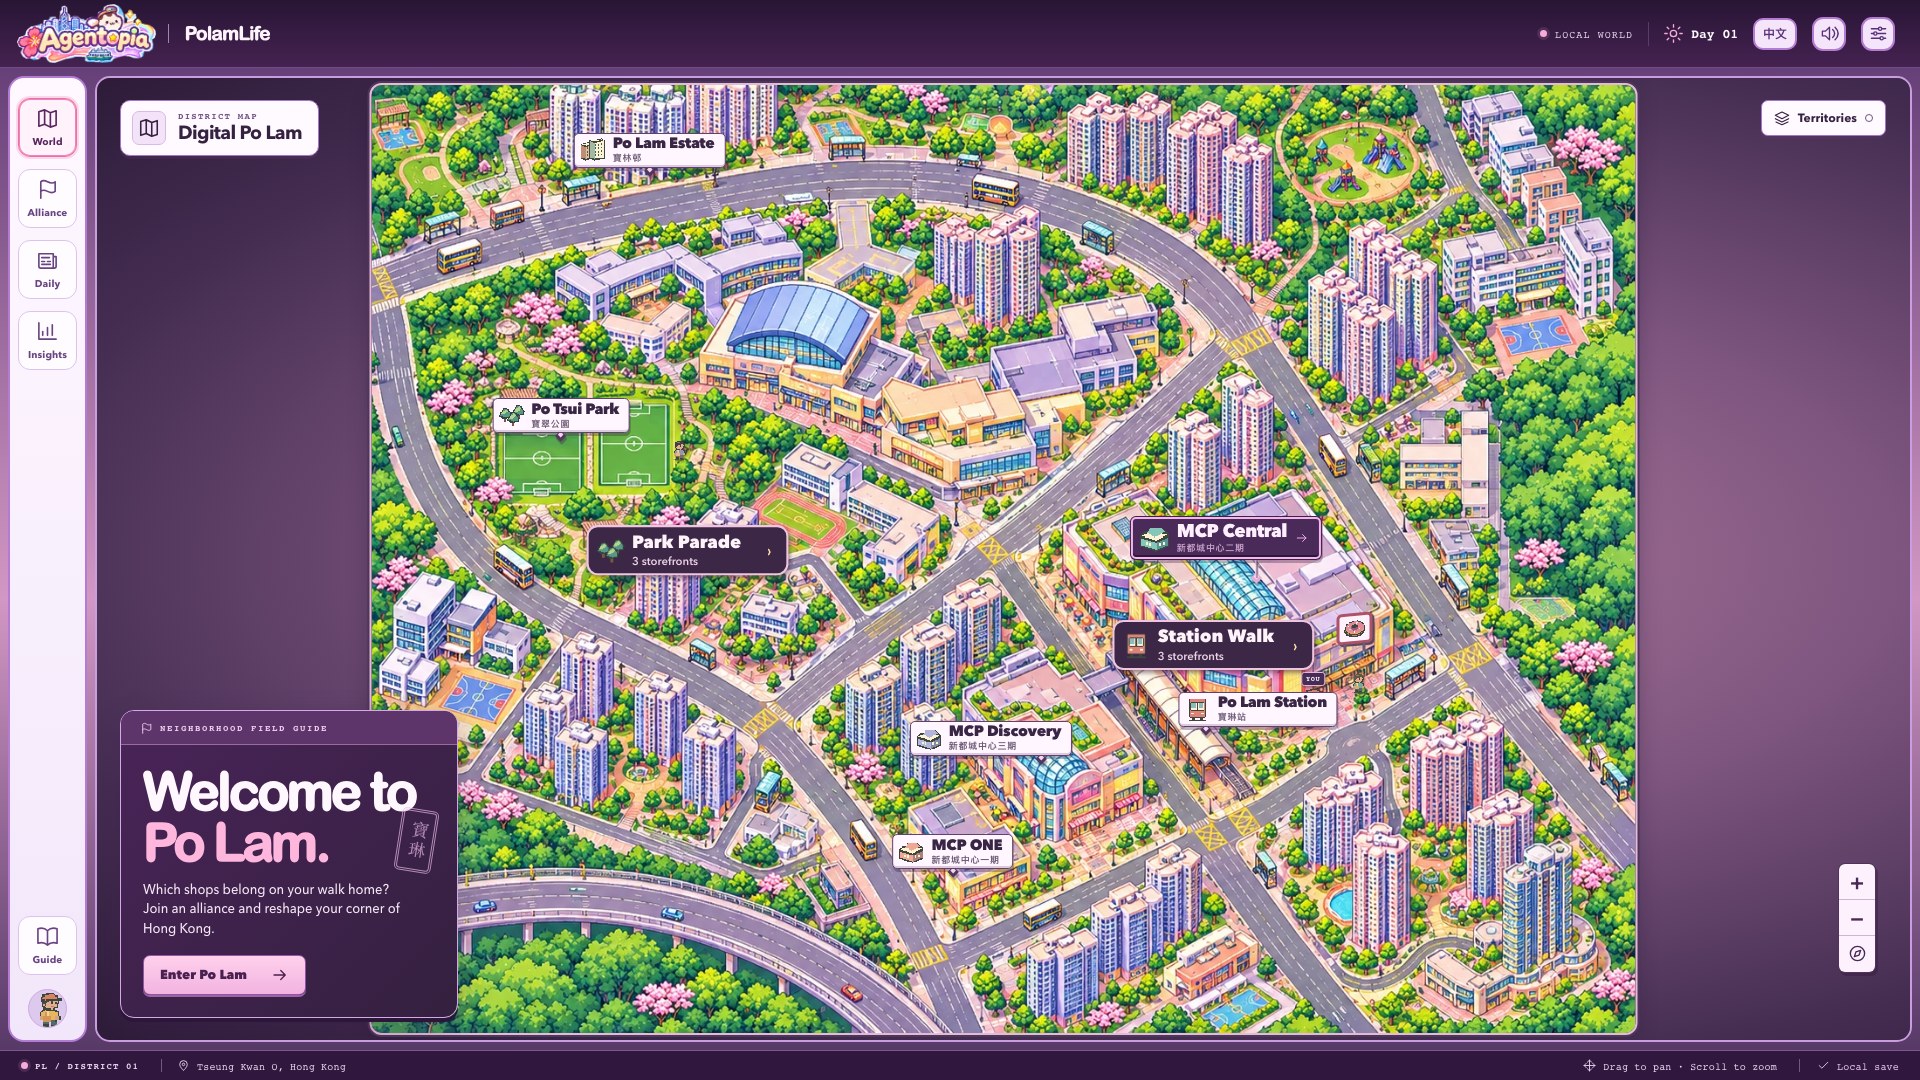 Agentopia
PolamLife
LOCAL WORLD
Day 01
中文
World
Alliance
Daily
Insights
Guide
DISTRICT MAP
Digital Po Lam
Territories
Po Lam Estate
寶林邨
Po Tsui Park
寶翠公園
Park Parade
3 storefronts
MCP Central
新都城中心二期
Station Walk
3 storefronts
YOU
Po Lam Station
寶琳站
MCP Discovery
新都城中心三期
MCP ONE
新都城中心一期
NEIGHBORHOOD FIELD GUIDE
Welcome to
Po Lam.
寶琳
Which shops belong on your walk home?
Join an alliance and reshape your corner of
Hong Kong.
Enter Po Lam
PL / DISTRICT 01
Tseung Kwan O, Hong Kong
Drag to pan · Scroll to zoom
Local save